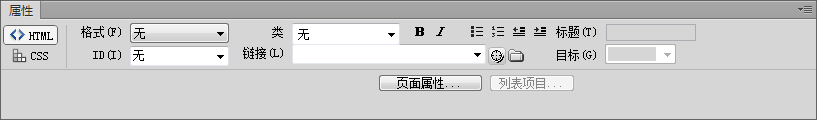 属性
HTML 格式(F) 无 类 无 B I 标题(T)
CSS ID(I) 无 链接(L) 目标(G)
页面属性... 列表项目...